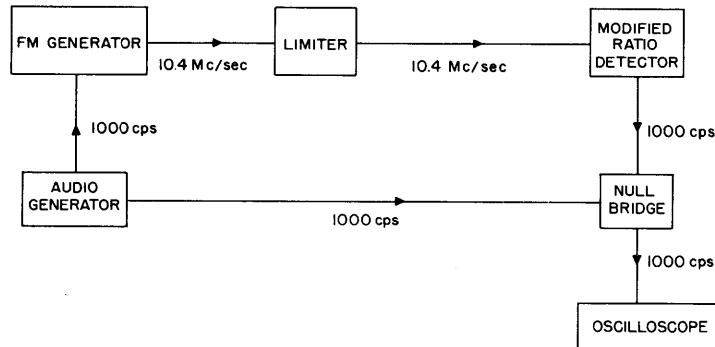 FM GENERATOR
10.4 Mc/sec
LIMITER
10.4 Mc/sec
MODIFIED
RATIO
DETECTOR
1000 cps
1000 cps
AUDIO
GENERATOR
1000 cps
NULL
BRIDGE
1000 cps
OSCILLOSCOPE